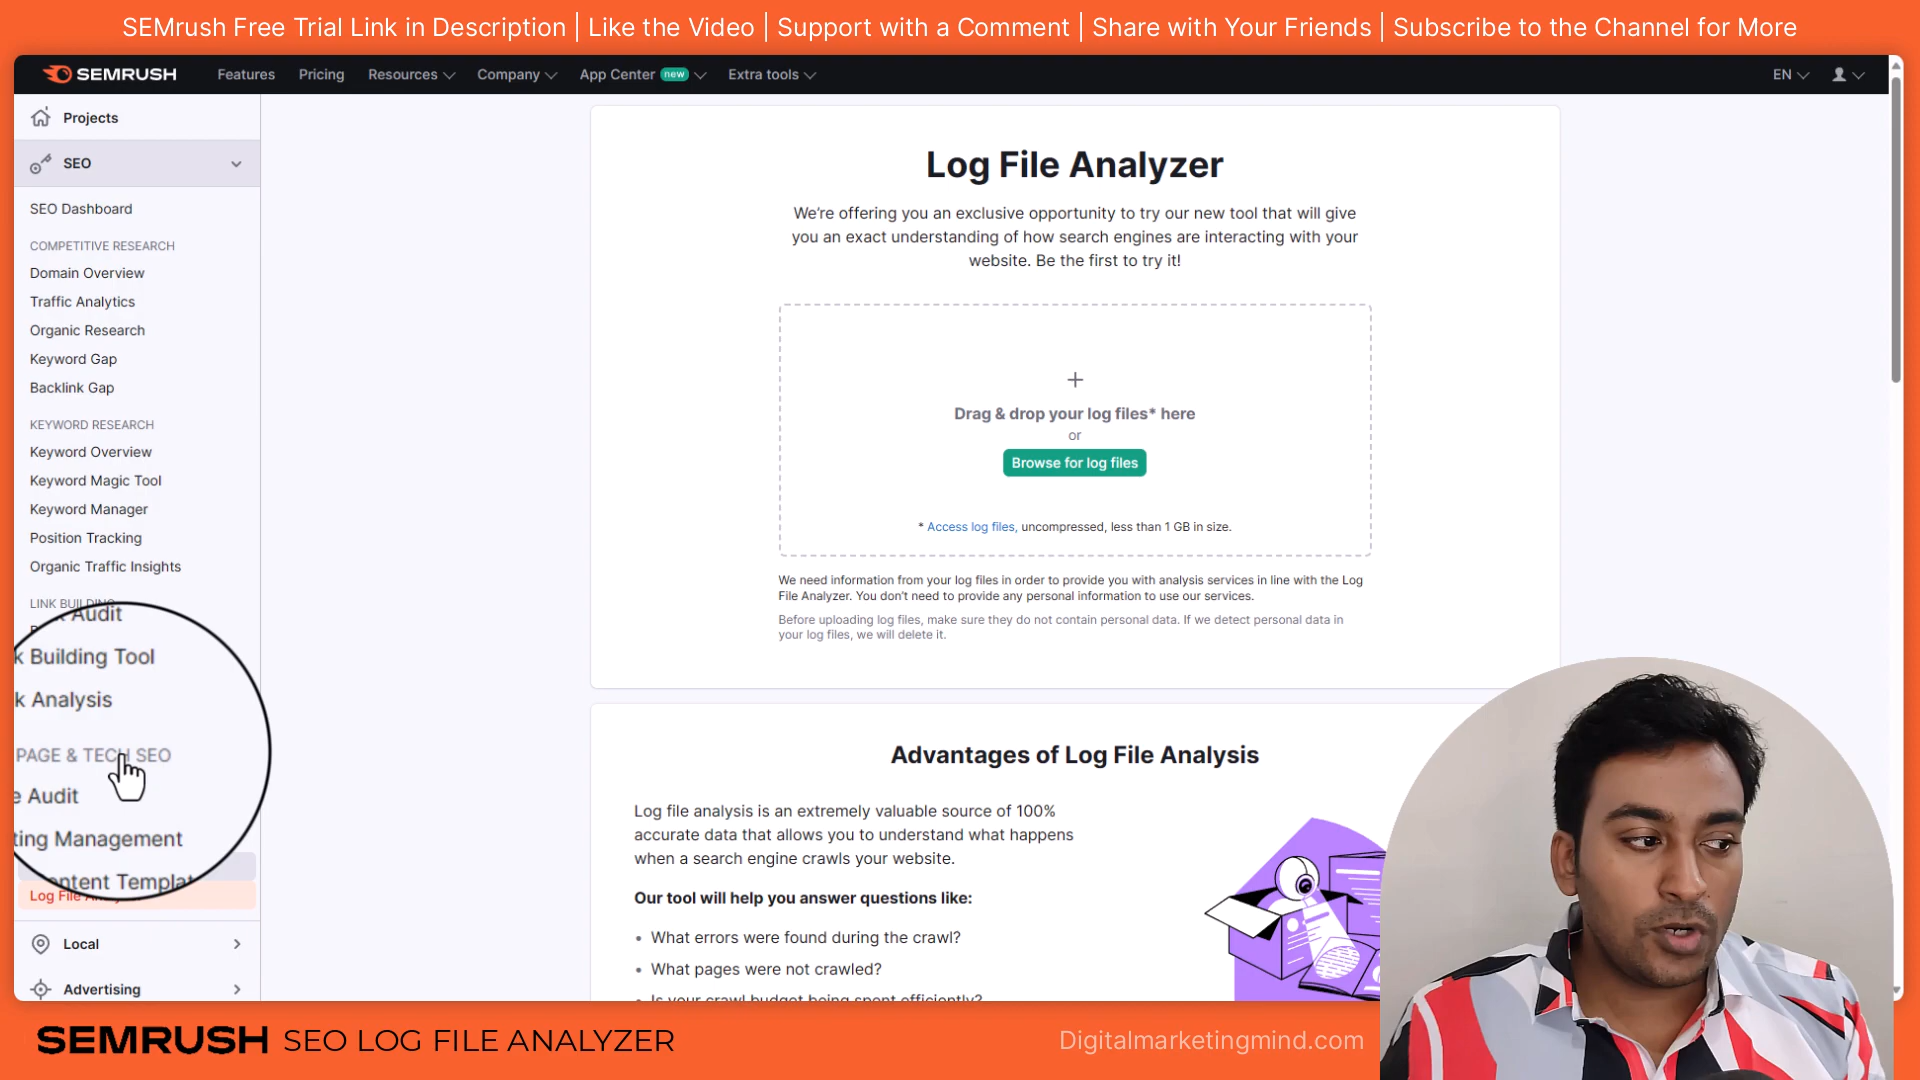 SEMrush Free Trial Link in Description | Like the Video | Support with a Comment | Share with Your Friends | Subscribe to the Channel for More
SEMRUSH Features Pricing Resources Company App Center new Extra tools EN
Projects
SEO
SEO Dashboard
COMPETITIVE RESEARCH
Domain Overview
Traffic Analytics
Organic Research
Keyword Gap
Backlink Gap
KEYWORD RESEARCH
Keyword Overview
Keyword Magic Tool
Keyword Manager
Position Tracking
Organic Traffic Insights
LINK BUILDING
Audit
k Building Tool
k Analysis
PAGE & TECH SEO
e Audit
ting Management
ontent Templat
Log File
Local
Advertising
Log File Analyzer
We're offering you an exclusive opportunity to try our new tool that will give
you an exact understanding of how search engines are interacting with your
website. Be the first to try it!
+
Drag & drop your log files* here
or
Browse for log files
* Access log files, uncompressed, less than 1 GB in size.
We need information from your log files in order to provide you with analysis services in line with the Log
File Analyzer. You don't need to provide any personal information to use our services.
Before uploading log files, make sure they do not contain personal data. If we detect personal data in
your log files, we will delete it.
Advantages of Log File Analysis
Log file analysis is an extremely valuable source of 100%
accurate data that allows you to understand what happens
when a search engine crawls your website.
Our tool will help you answer questions like:
• What errors were found during the crawl?
• What pages were not crawled?
• Is your crawl budget being spent efficiently?
SEMRUSH SEO LOG FILE ANALYZER
Digitalmarketingmind.com